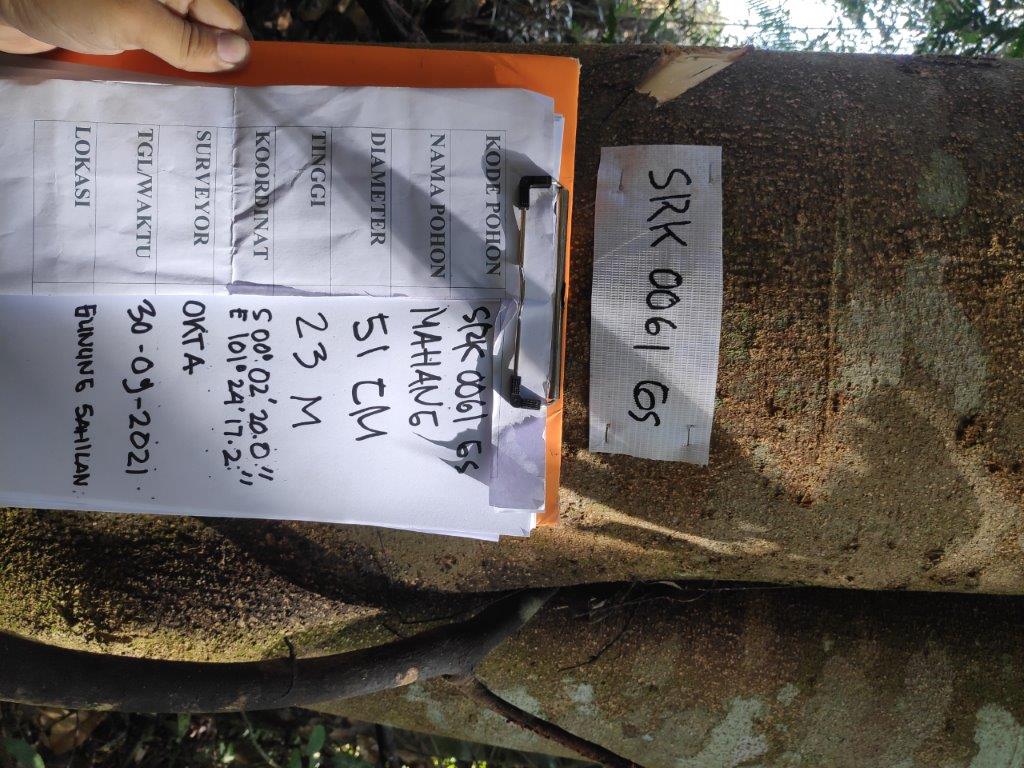 SRK 0061 GS
KODE POHON SRK 0061 GS
NAMA POHON MAHANG
DIAMETER 51 CM
TINGGI 23 M
KOORDINAT S 00°.02' 20.0."
E 101° 24' 17.2."
SURVEYOR OKTA
TGL/WAKTU 30-09-2021
LOKASI GUNUNG SAHILAN